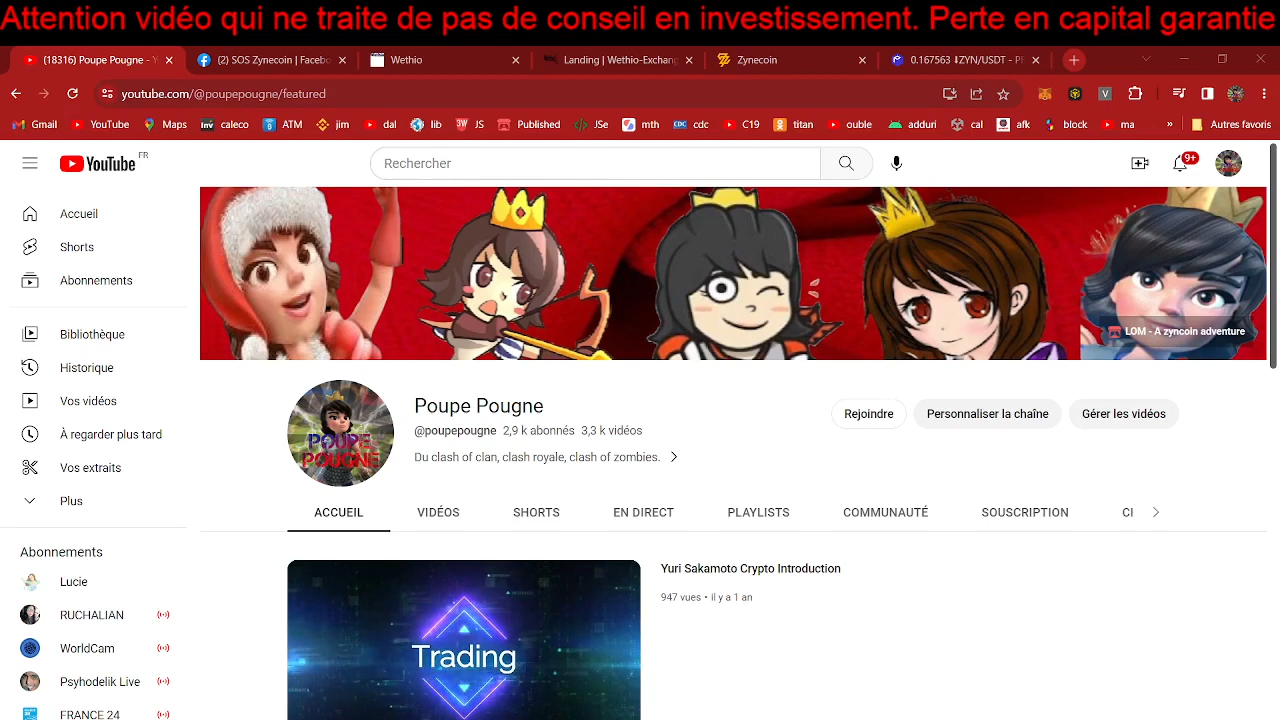 Attention vidéo qui ne traite de pas de conseil en investissement. Perte en capital garantie
(18316) Poupe Pougne - Y
(2) SOS Zynecoin | Facebo
Wethio
Landing | Wethio-Exchang
Zynecoin
0.167563 ⬇ZYN/USDT - P
youtube.com/@poupepougne/featured
Gmail YouTube Maps caleco ATM jim dal lib JS Published JSe mth cdc C19 titan ouble adduri cal afk block ma » Autres favoris
YouTube FR
Rechercher
9+
Accueil
Shorts
Abonnements
Bibliothèque
Historique
Vos vidéos
À regarder plus tard
Vos extraits
Plus
Abonnements
Lucie
RUCHALIAN
WorldCam
Psyhodelik Live
FRANCE 24
LOM - A zyncoin adventure
POUPE
POUGNE
Poupe Pougne
@poupepougne 2,9 k abonnés 3,3 k vidéos
Du clash of clan, clash royale, clash of zombies.
Rejoindre
Personnaliser la chaîne
Gérer les vidéos
ACCUEIL VIDÉOS SHORTS EN DIRECT PLAYLISTS COMMUNAUTÉ SOUSCRIPTION CI
Trading
Yuri Sakamoto Crypto Introduction
947 vues • il y a 1 an